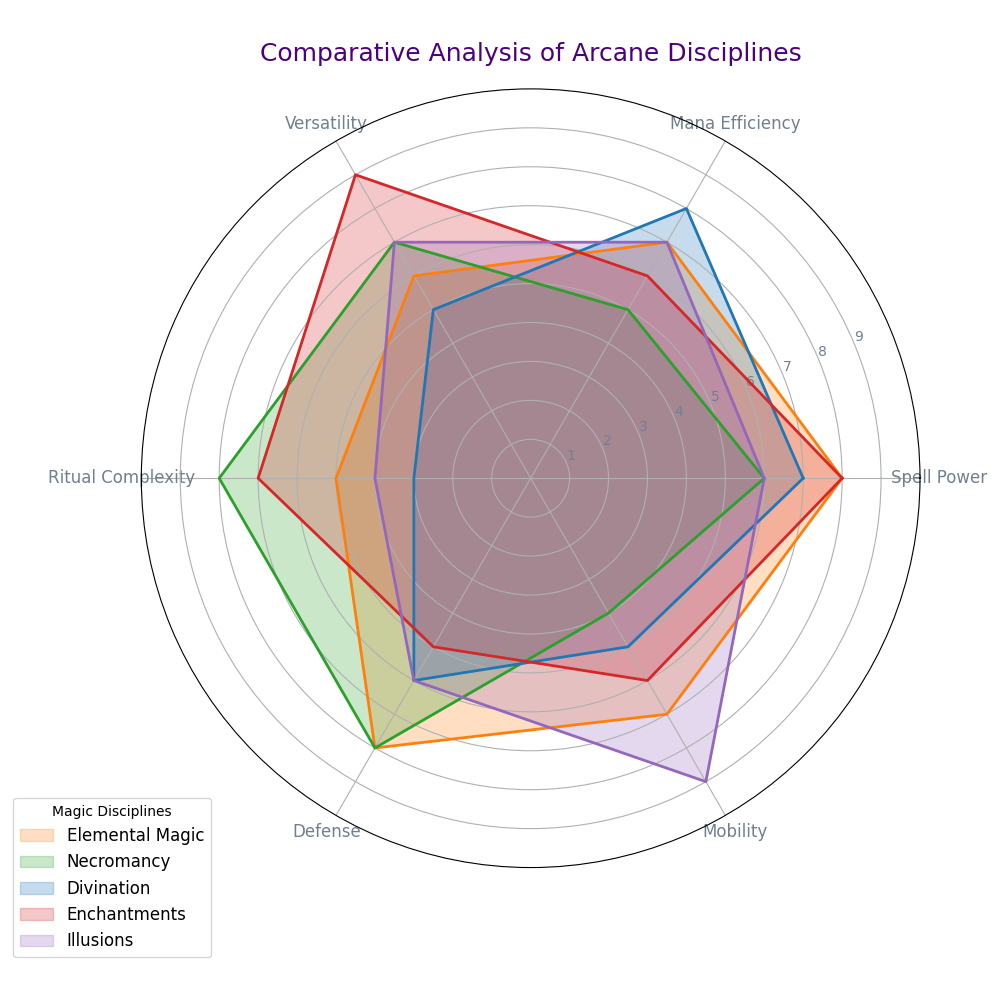 Comparative Analysis of Arcane Disciplines
Versatility
Mana Efficiency
9
8
7
6
5
4
3
2
1
Ritual Complexity
Spell Power
Defense
Mobility
Magic Disciplines
Elemental Magic
Necromancy
Divination
Enchantments
Illusions